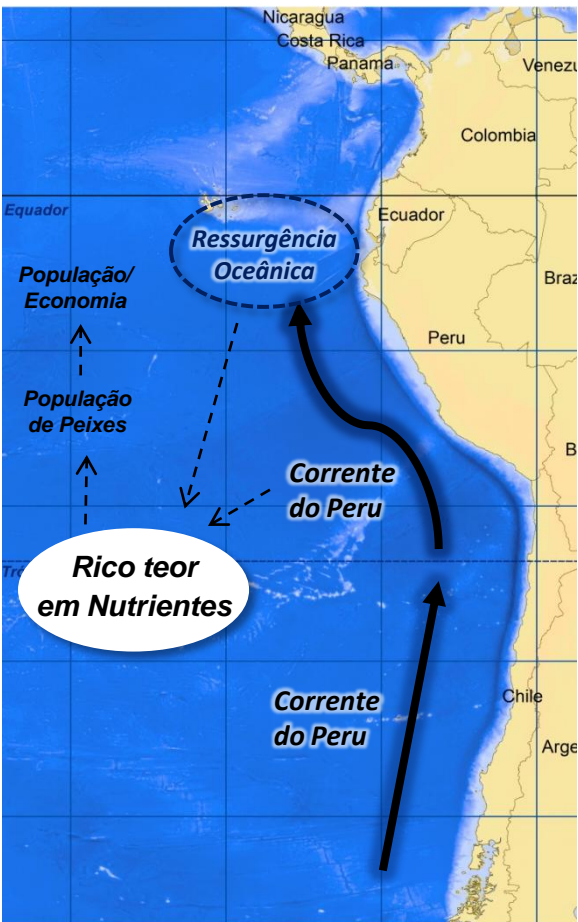 Nicaragua
Costa Rica
Panama
Venezu
Colombia
Equador
Ecuador
Ressurgência
Oceânica
População/
Economia
Braz
Peru
População
de Peixes
B
Corrente
do Peru
Tró
Rico teor
em Nutrientes
Chile
Corrente
do Peru
Arge